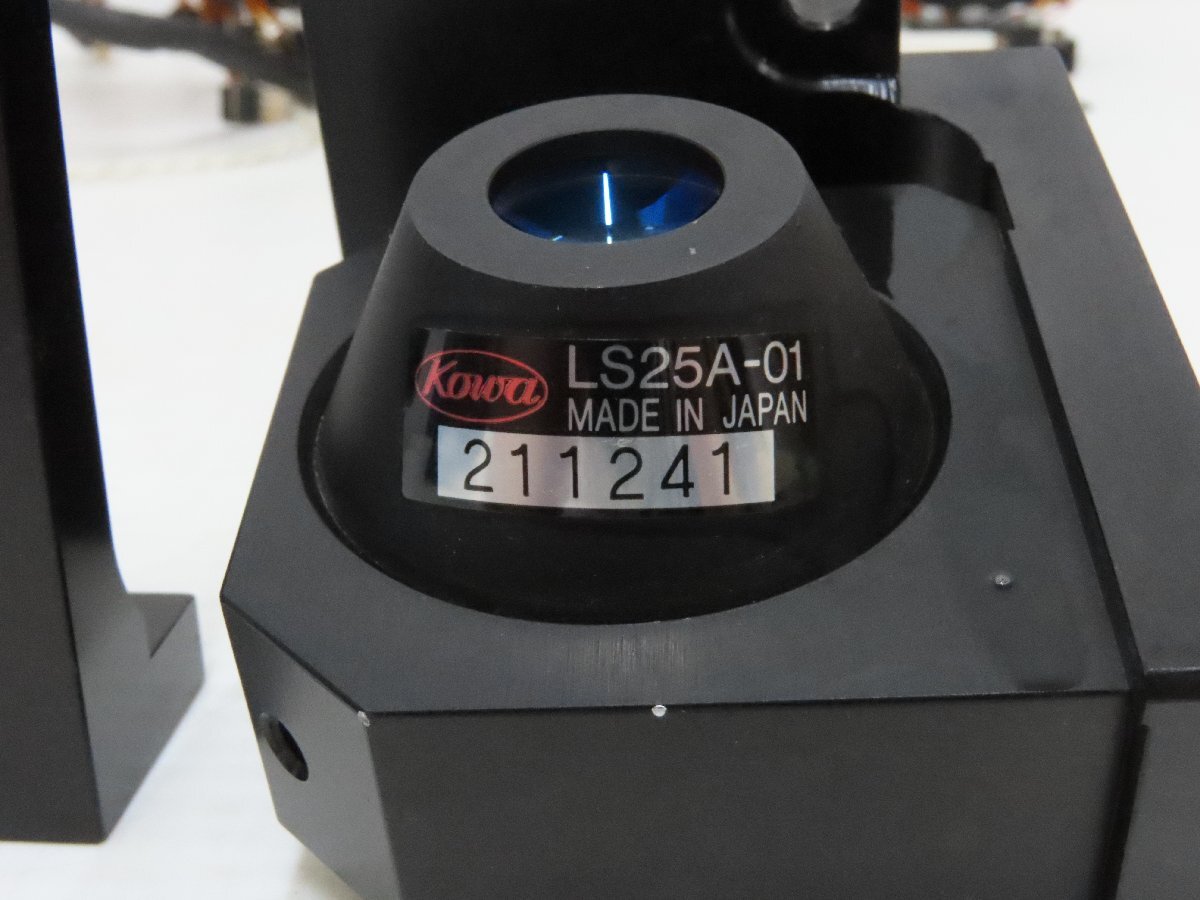 Kowa LS25A-01
MADE IN JAPAN
211241